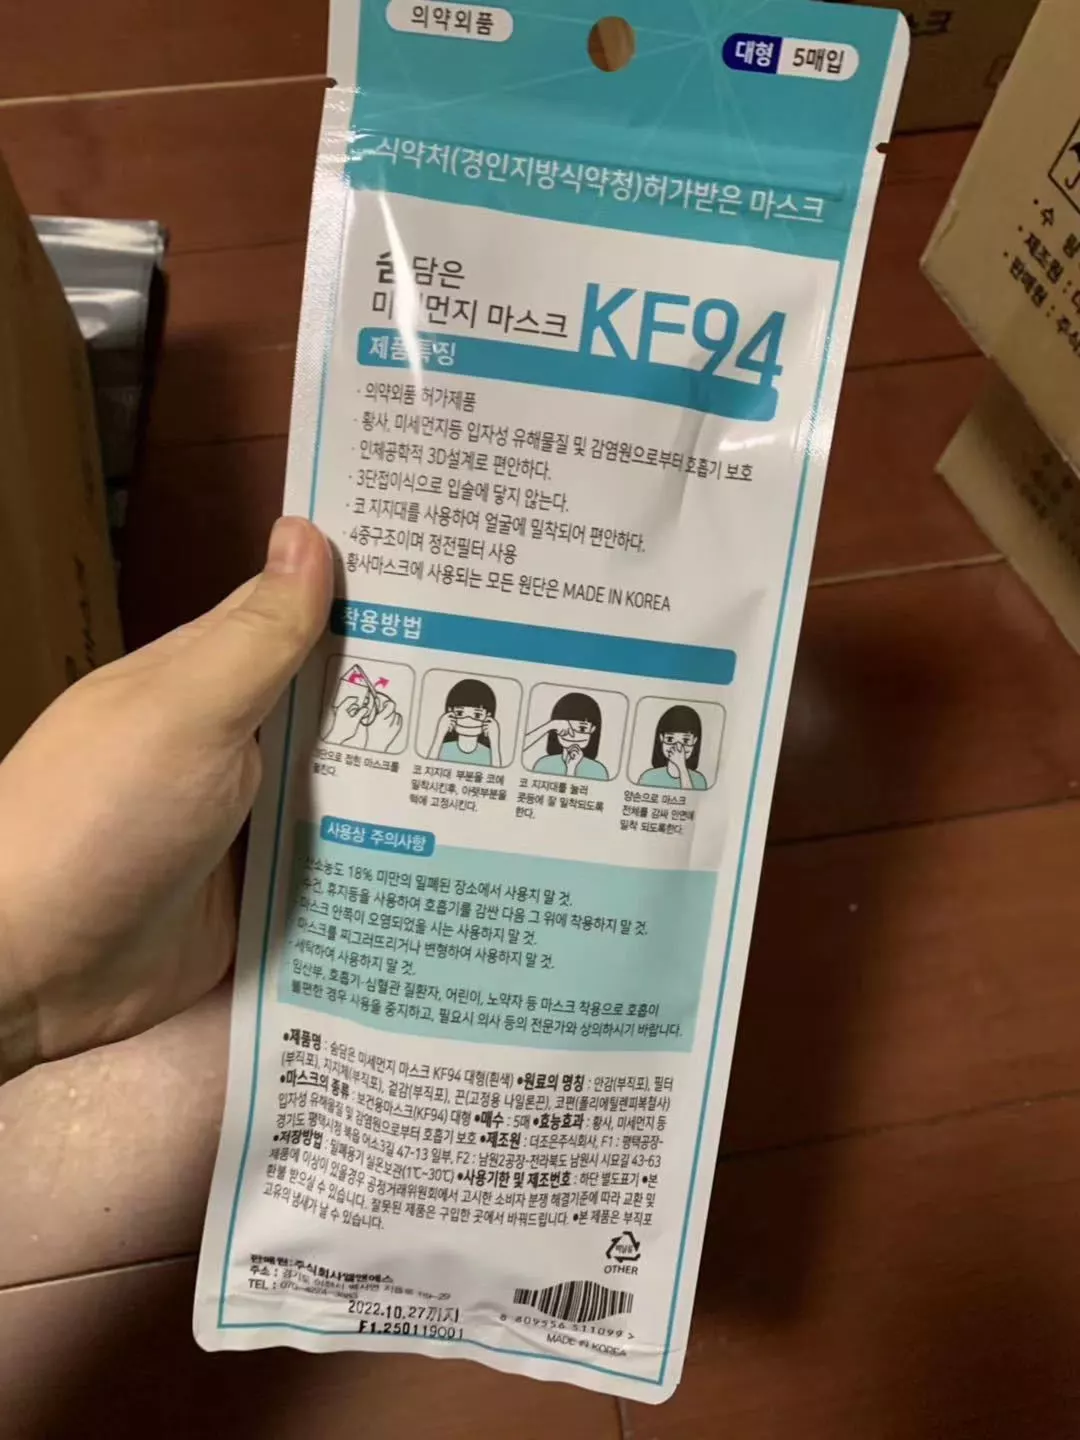 의약외품
대형 5매입
식약처(경인지방식약청)허가받은 마스크
숨담은
미세먼지 마스크 KF94
제품특징
· 의약외품 허가제품
· 황사, 미세먼지등 입자성 유해물질 및 감염원으로부터 호흡기 보호
· 인체공학적 3D설계로 편안하다.
· 3단접이식으로 입술에 닿지 않는다.
· 코 지지대를 사용하여 얼굴에 밀착되어 편안하다.
· 4중구조이며 정전필터 사용
· 황사마스크에 사용되는 모든 원단은 MADE IN KOREA
착용방법
3단으로 접힌 마스크를
펼친다.
코 지지대 부분을 코에
밀착시킨후, 아랫부분을
턱에 고정시킨다.
코 지지대를 눌러
콧등에 잘 밀착되도록
한다.
양손으로 마스크
전체를 감싸 안면에
밀착 되도록한다.
사용상 주의사항
· 산소농도 18% 미만의 밀폐된 장소에서 사용치 말 것.
· 수건, 휴지등을 사용하여 호흡기를 감싼 다음 그 위에 착용하지 말 것.
· 마스크 안쪽이 오염되었을 시는 사용하지 말 것.
· 마스크를 찌그러뜨리거나 변형하여 사용하지 말 것.
· 세탁하여 사용하지 말 것.
· 임산부, 호흡기·심혈관 질환자, 어린이, 노약자 등 마스크 착용으로 호흡이
불편한 경우 사용을 중지하고, 필요시 의사 등의 전문가와 상의하시기 바랍니다.
●제품명 : 숨담은 미세먼지 마스크 KF94 대형(흰색) ●원료의 명칭 : 안감(부직포), 필터
(부직포), 지지체(부직포), 겉감(부직포), 끈(고정용 나일론끈), 코편(폴리에틸렌피복철사)
●마스크의 종류 : 보건용마스크(KF94) 대형 ●매수 : 5매 ●효능효과 : 황사, 미세먼지 등
입자성 유해물질 및 감염원으로부터 호흡기 보호 ●제조원 : 더조은주식회사, F1 : 평택공장-
경기도 평택시청 북읍 어소3길 47-13 일부, F2 : 남원2공장-전라북도 남원시 시묘길 43-63
●저장방법 : 밀폐용기 실온보관(1℃~30℃) ●사용기한 및 제조번호 : 하단 별도표기 ●본
제품에 이상이 있을경우 공정거래위원회에서 고시한 소비자 분쟁 해결기준에 따라 교환 및
환불 받으실 수 있습니다. 잘못된 제품은 구입한 곳에서 바꿔드립니다. ●본 제품은 부직포
고유의 냄새가 날 수 있습니다.
OTHER
판매원:주식회사엘앤에스
주소 : 경기도
TEL :
2022.10.27까지
F1.250119001
8 809556 511099 >
MADE IN KOREA
마스크
· 수
· 제조원 :
· 판매원 :